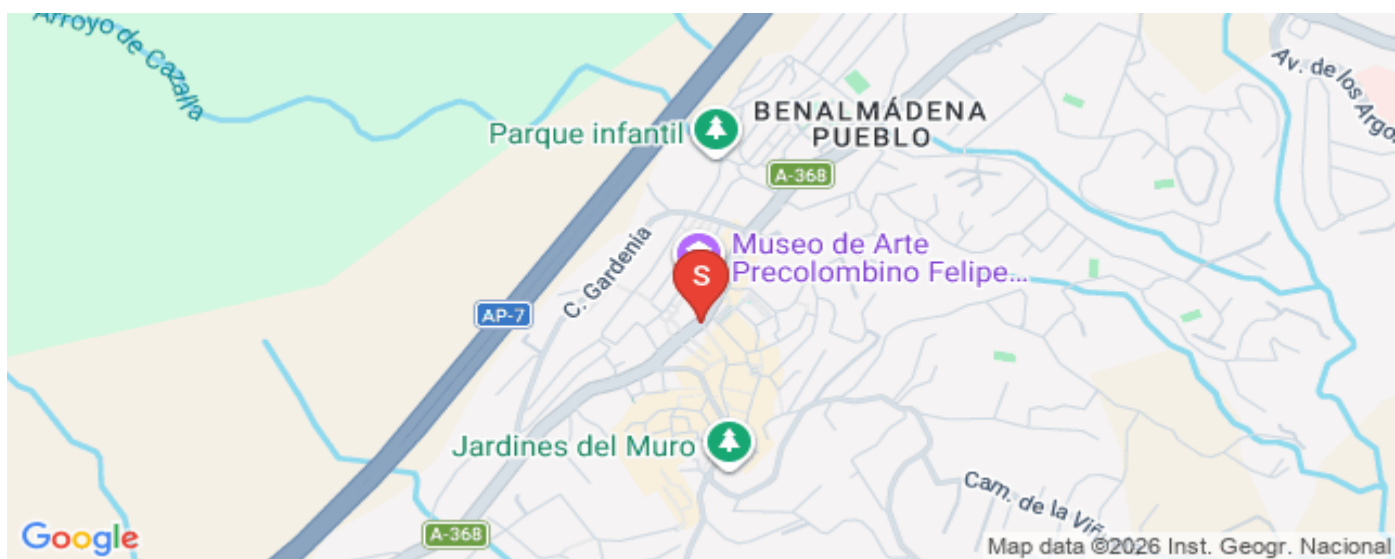 Arroyo de Cazalla
Av. de los Argo
BENALMÁDENA
PUEBLO
Parque infantil
A-368
Museo de Arte
Precolombino Felipe...
C. Gardenia
S
AP-7
Jardines del Muro
Cam. de la Viñ
A-368
Google
Map data ©2026 Inst. Geogr. Nacional